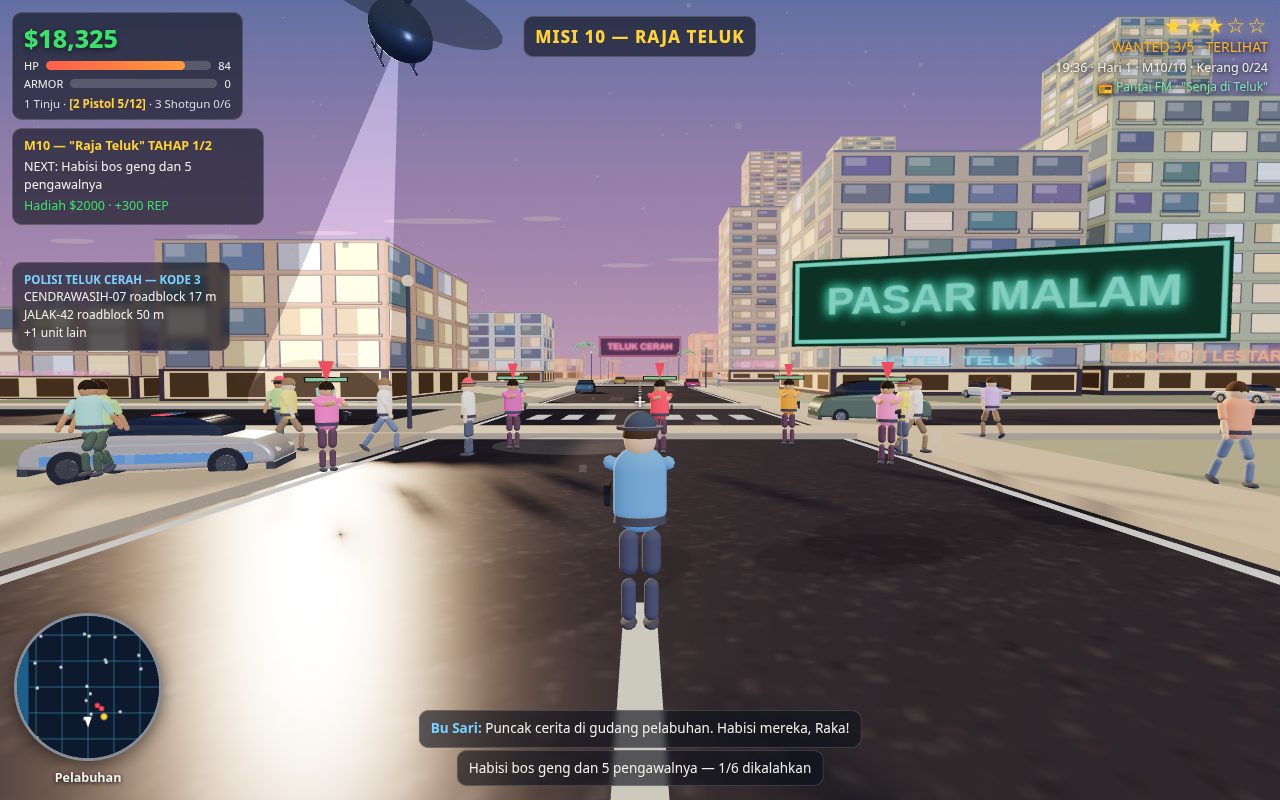 $18,325
HP 84
ARMOR 0
1 Tinju · [2 Pistol 5/12] · 3 Shotgun 0/6
M10 — "Raja Teluk" TAHAP 1/2
NEXT: Habisi bos geng dan 5
pengawalnya
Hadiah $2000 · +300 REP
POLISI TELUK CERAH — KODE 3
CENDRAWASIH-07 roadblock 17 m
JALAK-42 roadblock 50 m
+1 unit lain
MISI 10 — RAJA TELUK
★★★☆☆
WANTED 3/5 · TERLIHAT
19:36 · Hari 1 · M10/10 · Kerang 0/24
📻 Pantai FM · "Senja di Teluk"
PASAR MALAM
TELUK CERAH
HOTEL TELUK
TOKO ROTI LESTARI
Bu Sari: Puncak cerita di gudang pelabuhan. Habisi mereka, Raka!
Habisi bos geng dan 5 pengawalnya — 1/6 dikalahkan
Pelabuhan